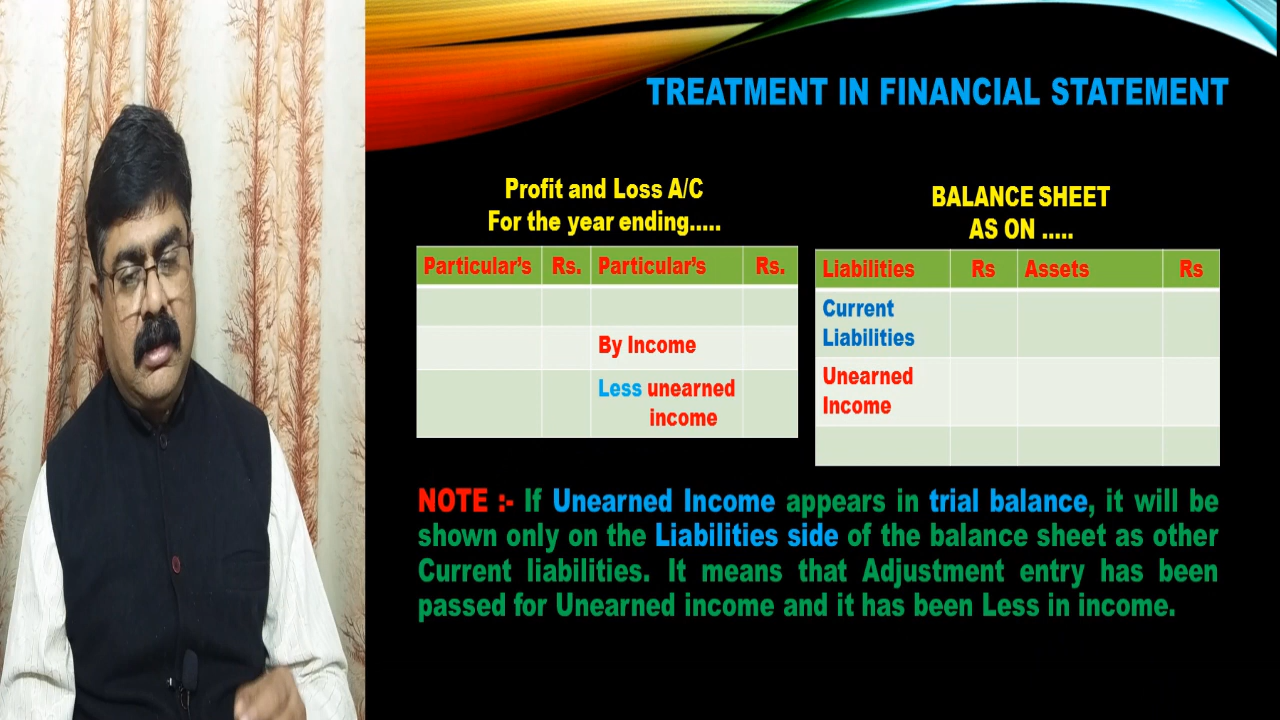 TREATMENT IN FINANCIAL STATEMENT
Profit and Loss A/C
For the year ending.....
Particular's Rs. Particular's Rs.
By Income
Less unearned
income
BALANCE SHEET
AS ON .....
Liabilities Rs Assets Rs
Current
Liabilities
Unearned
Income
NOTE :- If Unearned Income appears in trial balance, it will be
shown only on the Liabilities side of the balance sheet as other
Current liabilities. It means that Adjustment entry has been
passed for Unearned income and it has been Less in income.